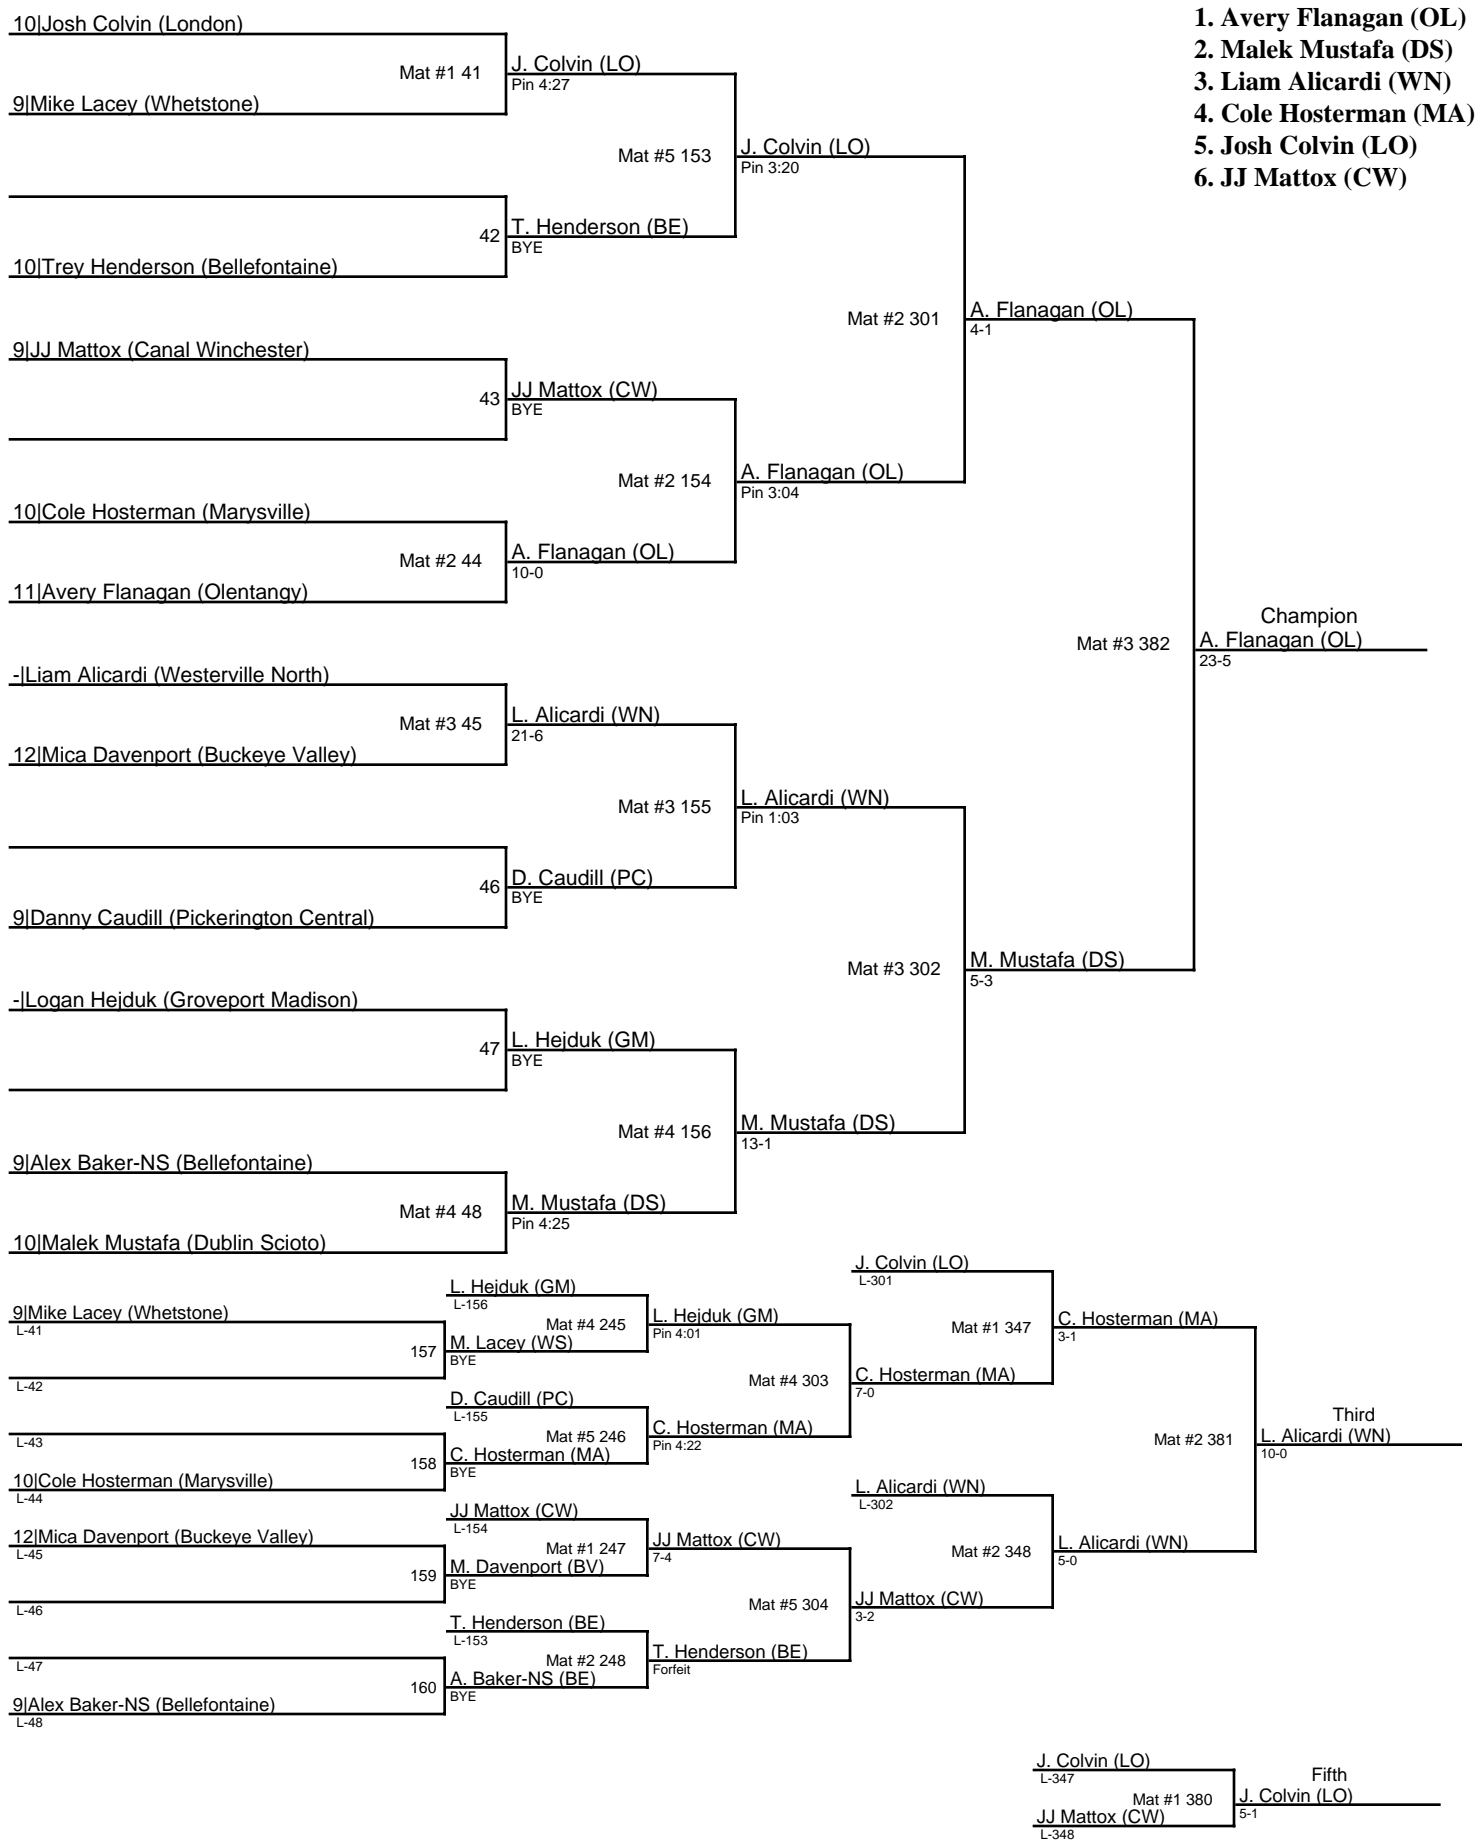 1. Avery Flanagan (OL)
2. Malek Mustafa (DS)
3. Liam Alicardi (WN)
4. Cole Hosterman (MA)
5. Josh Colvin (LO)
6. JJ Mattox (CW)
10|Josh Colvin (London)
Mat #1 41
J. Colvin (LO)
Pin 4:27
9|Mike Lacey (Whetstone)
Mat #5 153
J. Colvin (LO)
Pin 3:20
42
T. Henderson (BE)
BYE
10|Trey Henderson (Bellefontaine)
Mat #2 301
A. Flanagan (OL)
4-1
9|JJ Mattox (Canal Winchester)
43
JJ Mattox (CW)
BYE
Mat #2 154
A. Flanagan (OL)
Pin 3:04
10|Cole Hosterman (Marysville)
Mat #2 44
A. Flanagan (OL)
10-0
11|Avery Flanagan (Olentangy)
Champion
Mat #3 382
A. Flanagan (OL)
23-5
-|Liam Alicardi (Westerville North)
Mat #3 45
L. Alicardi (WN)
21-6
12|Mica Davenport (Buckeye Valley)
Mat #3 155
L. Alicardi (WN)
Pin 1:03
46
D. Caudill (PC)
BYE
9|Danny Caudill (Pickerington Central)
Mat #3 302
M. Mustafa (DS)
5-3
-|Logan Hejduk (Groveport Madison)
47
L. Hejduk (GM)
BYE
Mat #4 156
M. Mustafa (DS)
13-1
9|Alex Baker-NS (Bellefontaine)
Mat #4 48
M. Mustafa (DS)
Pin 4:25
10|Malek Mustafa (Dublin Scioto)
J. Colvin (LO)
L-301
L. Hejduk (GM)
L-156
9|Mike Lacey (Whetstone)
L-41
Mat #4 245
L. Hejduk (GM)
Pin 4:01
Mat #1 347
C. Hosterman (MA)
3-1
157
M. Lacey (WS)
BYE
L-42
Mat #4 303
C. Hosterman (MA)
7-0
D. Caudill (PC)
L-155
L-43
Mat #5 246
C. Hosterman (MA)
Pin 4:22
158
C. Hosterman (MA)
BYE
10|Cole Hosterman (Marysville)
L-44
Third
Mat #2 381
L. Alicardi (WN)
10-0
L. Alicardi (WN)
L-302
JJ Mattox (CW)
L-154
12|Mica Davenport (Buckeye Valley)
L-45
Mat #1 247
JJ Mattox (CW)
7-4
Mat #2 348
L. Alicardi (WN)
5-0
159
M. Davenport (BV)
BYE
L-46
Mat #5 304
JJ Mattox (CW)
3-2
T. Henderson (BE)
L-153
L-47
Mat #2 248
T. Henderson (BE)
Forfeit
160
A. Baker-NS (BE)
BYE
9|Alex Baker-NS (Bellefontaine)
L-48
J. Colvin (LO)
L-347
Fifth
Mat #1 380
J. Colvin (LO)
5-1
JJ Mattox (CW)
L-348